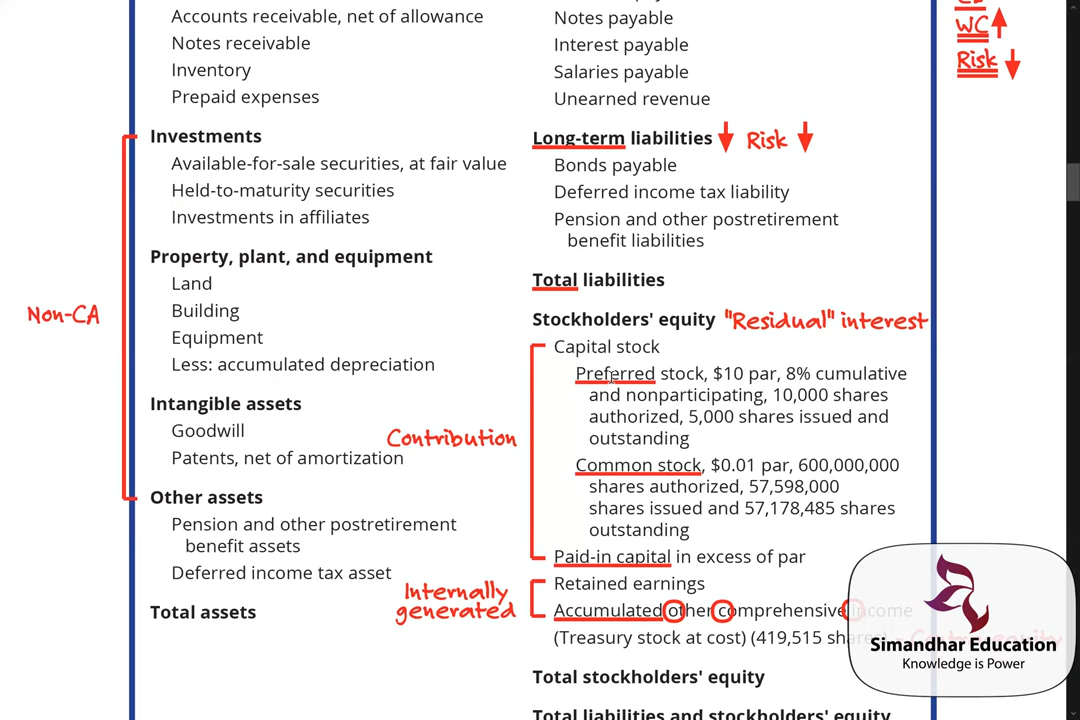 Accounts receivable, net of allowance
Notes receivable
Inventory
Prepaid expenses
Investments
Available-for-sale securities, at fair value
Held-to-maturity securities
Investments in affiliates
Property, plant, and equipment
Land
Building
Equipment
Less: accumulated depreciation
Intangible assets
Goodwill
Patents, net of amortization
Other assets
Pension and other postretirement
benefit assets
Deferred income tax asset
Total assets
Non-CA
Notes payable
Interest payable
Salaries payable
Unearned revenue
Long-term liabilities Risk
Bonds payable
Deferred income tax liability
Pension and other postretirement
benefit liabilities
Total liabilities
Stockholders' equity "Residual" interest
Capital stock
Preferred stock, $10 par, 8% cumulative
and nonparticipating, 10,000 shares
authorized, 5,000 shares issued and
outstanding
Contribution
Common stock, $0.01 par, 600,000,000
shares authorized, 57,598,000
shares issued and 57,178,485 shares
outstanding
Paid-in capital in excess of par
Internally
generated
Retained earnings
Accumulated other comprehensive income
(Treasury stock at cost) (419,515 shares)
Total stockholders' equity
Total liabilities and stockholders' equity
WC
Risk
Simandhar Education
Knowledge is Power